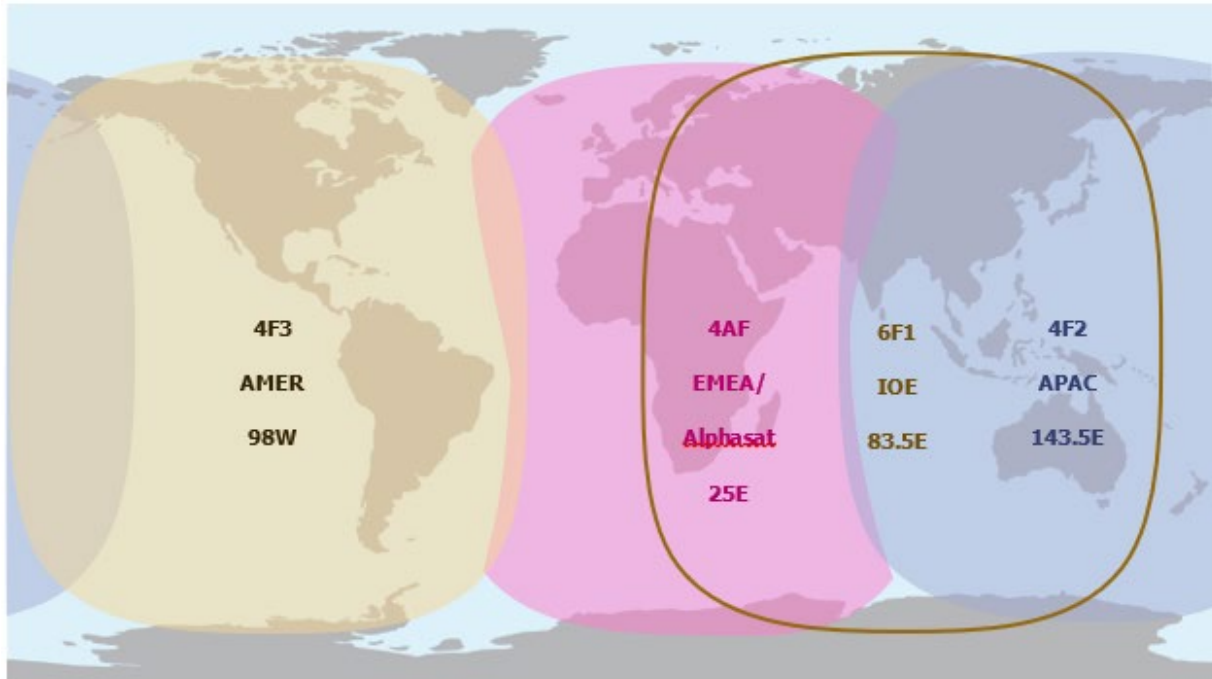 4F3
AMER
98W
4AF
EMEA/
Alphasat
25E
6F1
IOE
83.5E
4F2
APAC
143.5E